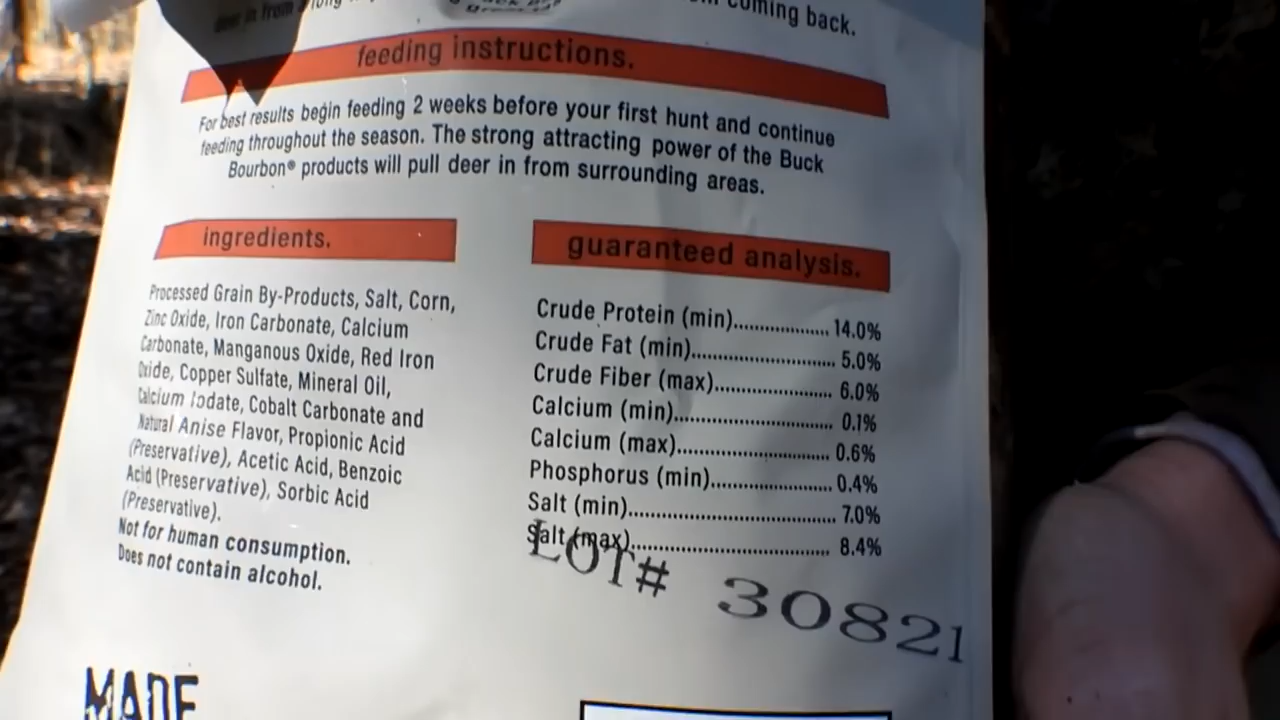 deer in from
coming back.
feeding instructions.
For best results begin feeding 2 weeks before your first hunt and continue
feeding throughout the season. The strong attracting power of the Buck
Bourbon® products will pull deer in from surrounding areas.
ingredients.
Processed Grain By-Products, Salt, Corn,
Zinc Oxide, Iron Carbonate, Calcium
Carbonate, Manganous Oxide, Red Iron
Oxide, Copper Sulfate, Mineral Oil,
Calcium Iodate, Cobalt Carbonate and
Natural Anise Flavor, Propionic Acid
(Preservative), Acetic Acid, Benzoic
Acid (Preservative), Sorbic Acid
(Preservative).
Not for human consumption.
Does not contain alcohol.
guaranteed analysis.
Crude Protein (min).................. 14.0%
Crude Fat (min)........................... 5.0%
Crude Fiber (max)...................... 6.0%
Calcium (min).............................. 0.1%
Calcium (max)............................. 0.6%
Phosphorus (min)....................... 0.4%
Salt (min)...................................... 7.0%
Salt (max)..................................... 8.4%
LOT# 30821
MADE